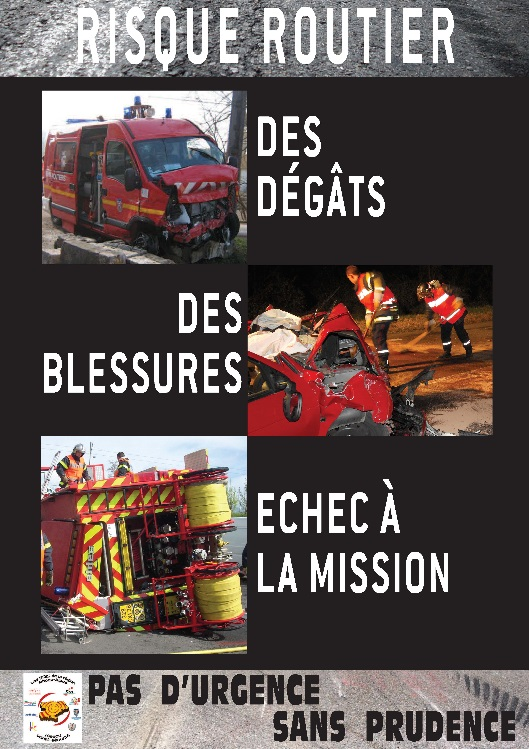 RISQUE ROUTIER
DES
DÉGÂTS
DES
BLESSURES
ECHEC À
LA MISSION
PAS D'URGENCE
SANS PRUDENCE